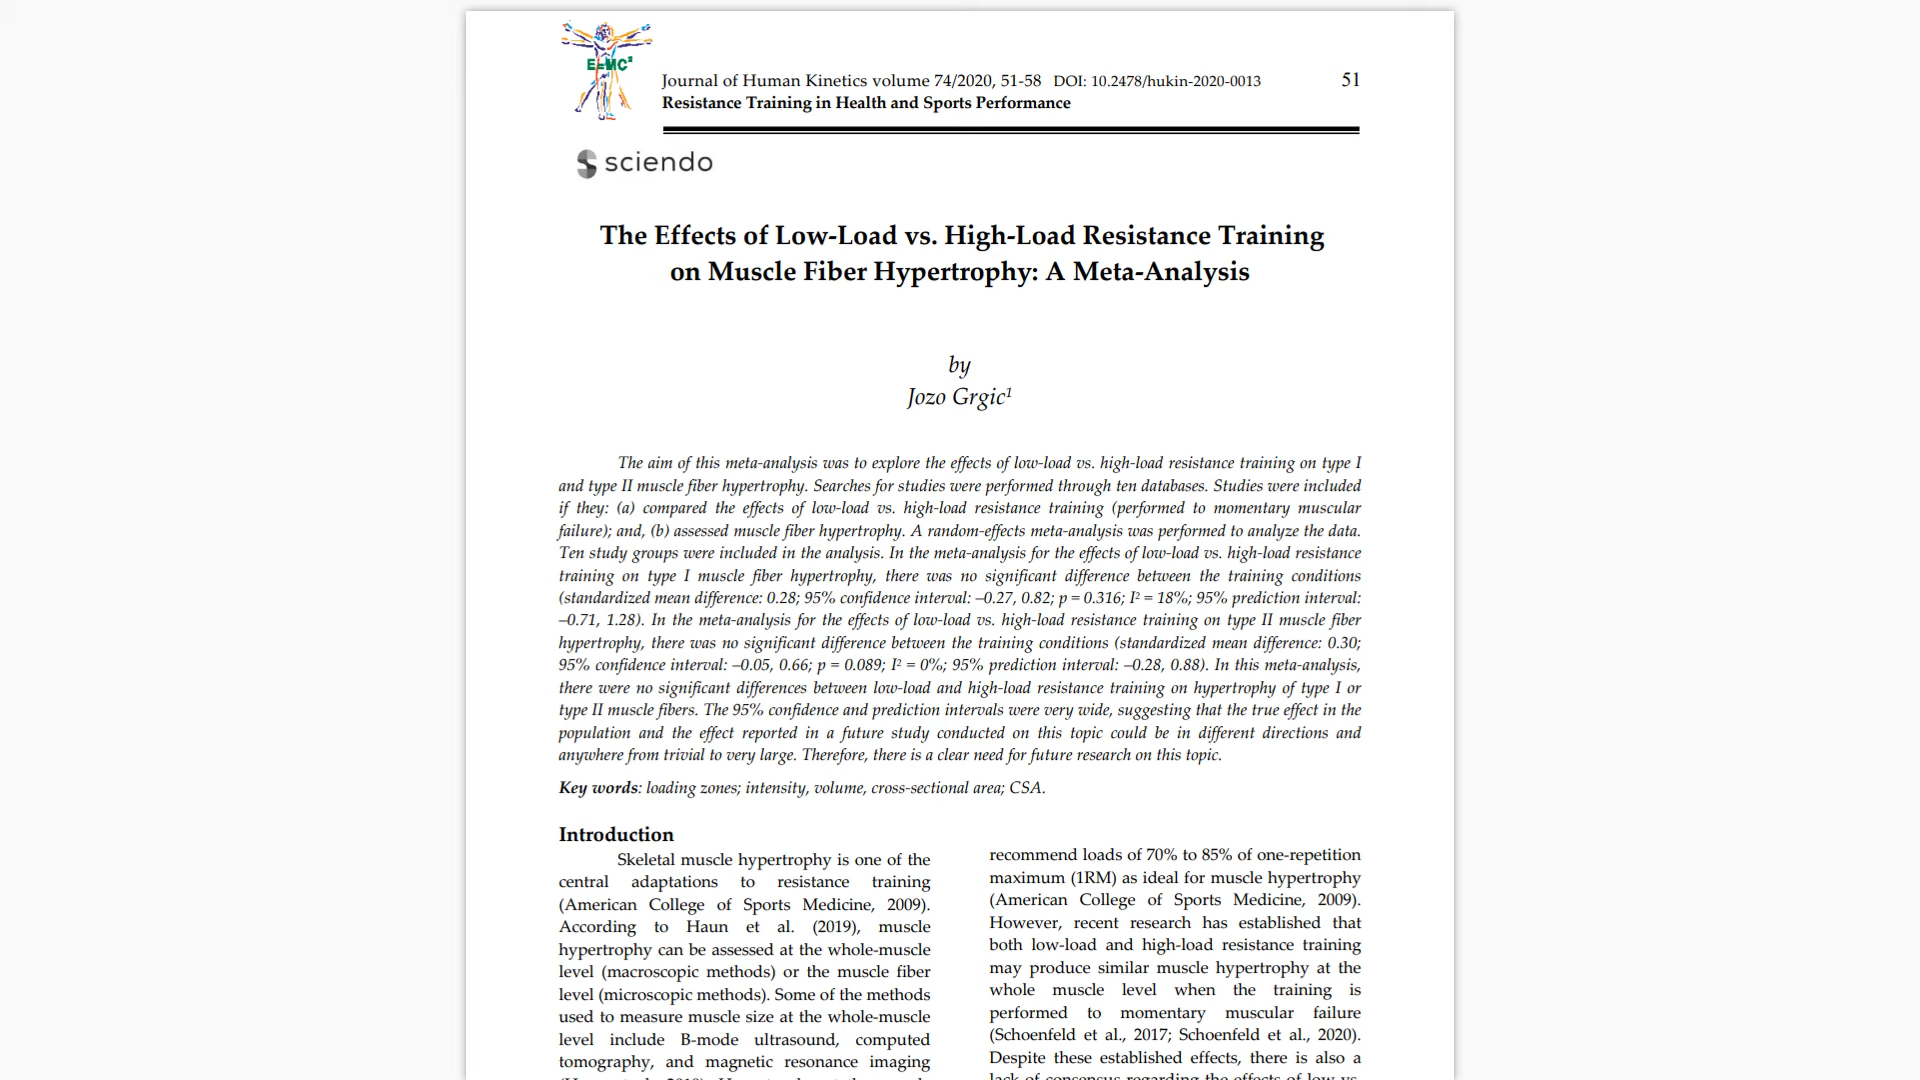 E=MC²
Journal of Human Kinetics volume 74/2020, 51-58 DOI: 10.2478/hukin-2020-0013 51
Resistance Training in Health and Sports Performance
sciendo
The Effects of Low-Load vs. High-Load Resistance Training
on Muscle Fiber Hypertrophy: A Meta-Analysis
by
Jozo Grgic¹
The aim of this meta-analysis was to explore the effects of low-load vs. high-load resistance training on type I
and type II muscle fiber hypertrophy. Searches for studies were performed through ten databases. Studies were included
if they: (a) compared the effects of low-load vs. high-load resistance training (performed to momentary muscular
failure); and, (b) assessed muscle fiber hypertrophy. A random-effects meta-analysis was performed to analyze the data.
Ten study groups were included in the analysis. In the meta-analysis for the effects of low-load vs. high-load resistance
training on type I muscle fiber hypertrophy, there was no significant difference between the training conditions
(standardized mean difference: 0.28; 95% confidence interval: –0.27, 0.82; p = 0.316; I² = 18%; 95% prediction interval:
–0.71, 1.28). In the meta-analysis for the effects of low-load vs. high-load resistance training on type II muscle fiber
hypertrophy, there was no significant difference between the training conditions (standardized mean difference: 0.30;
95% confidence interval: –0.05, 0.66; p = 0.089; I² = 0%; 95% prediction interval: –0.28, 0.88). In this meta-analysis,
there were no significant differences between low-load and high-load resistance training on hypertrophy of type I or
type II muscle fibers. The 95% confidence and prediction intervals were very wide, suggesting that the true effect in the
population and the effect reported in a future study conducted on this topic could be in different directions and
anywhere from trivial to very large. Therefore, there is a clear need for future research on this topic.
Key words: loading zones; intensity, volume, cross-sectional area; CSA.
Introduction
Skeletal muscle hypertrophy is one of the
central adaptations to resistance training
(American College of Sports Medicine, 2009).
According to Haun et al. (2019), muscle
hypertrophy can be assessed at the whole-muscle
level (macroscopic methods) or the muscle fiber
level (microscopic methods). Some of the methods
used to measure muscle size at the whole-muscle
level include B-mode ultrasound, computed
tomography, and magnetic resonance imaging
recommend loads of 70% to 85% of one-repetition
maximum (1RM) as ideal for muscle hypertrophy
(American College of Sports Medicine, 2009).
However, recent research has established that
both low-load and high-load resistance training
may produce similar muscle hypertrophy at the
whole muscle level when the training is
performed to momentary muscular failure
(Schoenfeld et al., 2017; Schoenfeld et al., 2020).
Despite these established effects, there is also a
lack of consensus regarding the effects of low vs.